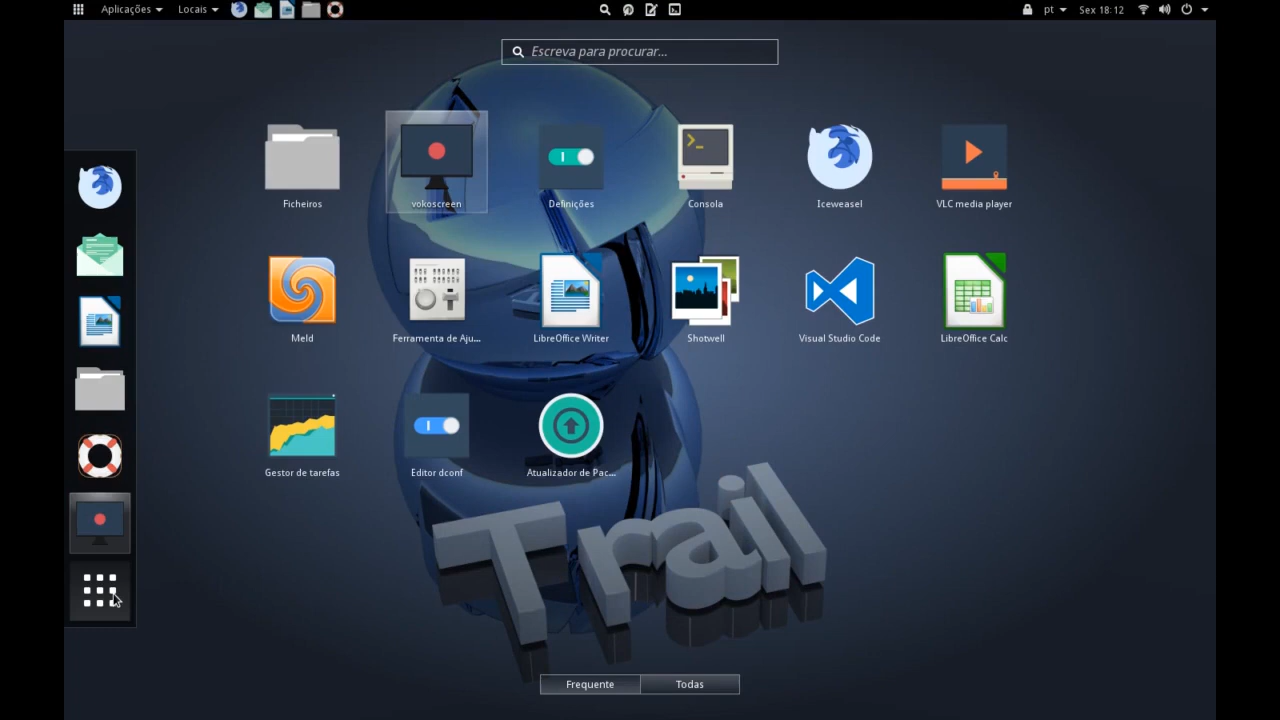 Aplicações
Locais
pt
Sex 18:12
Escreva para procurar...
Ficheiros
vokoscreen
Definições
Consola
Iceweasel
VLC media player
Meld
Ferramenta de Aju...
LibreOffice Writer
Shotwell
Visual Studio Code
LibreOffice Calc
Gestor de tarefas
Editor dconf
Atualizador de Pac...
Trail
Frequente
Todas